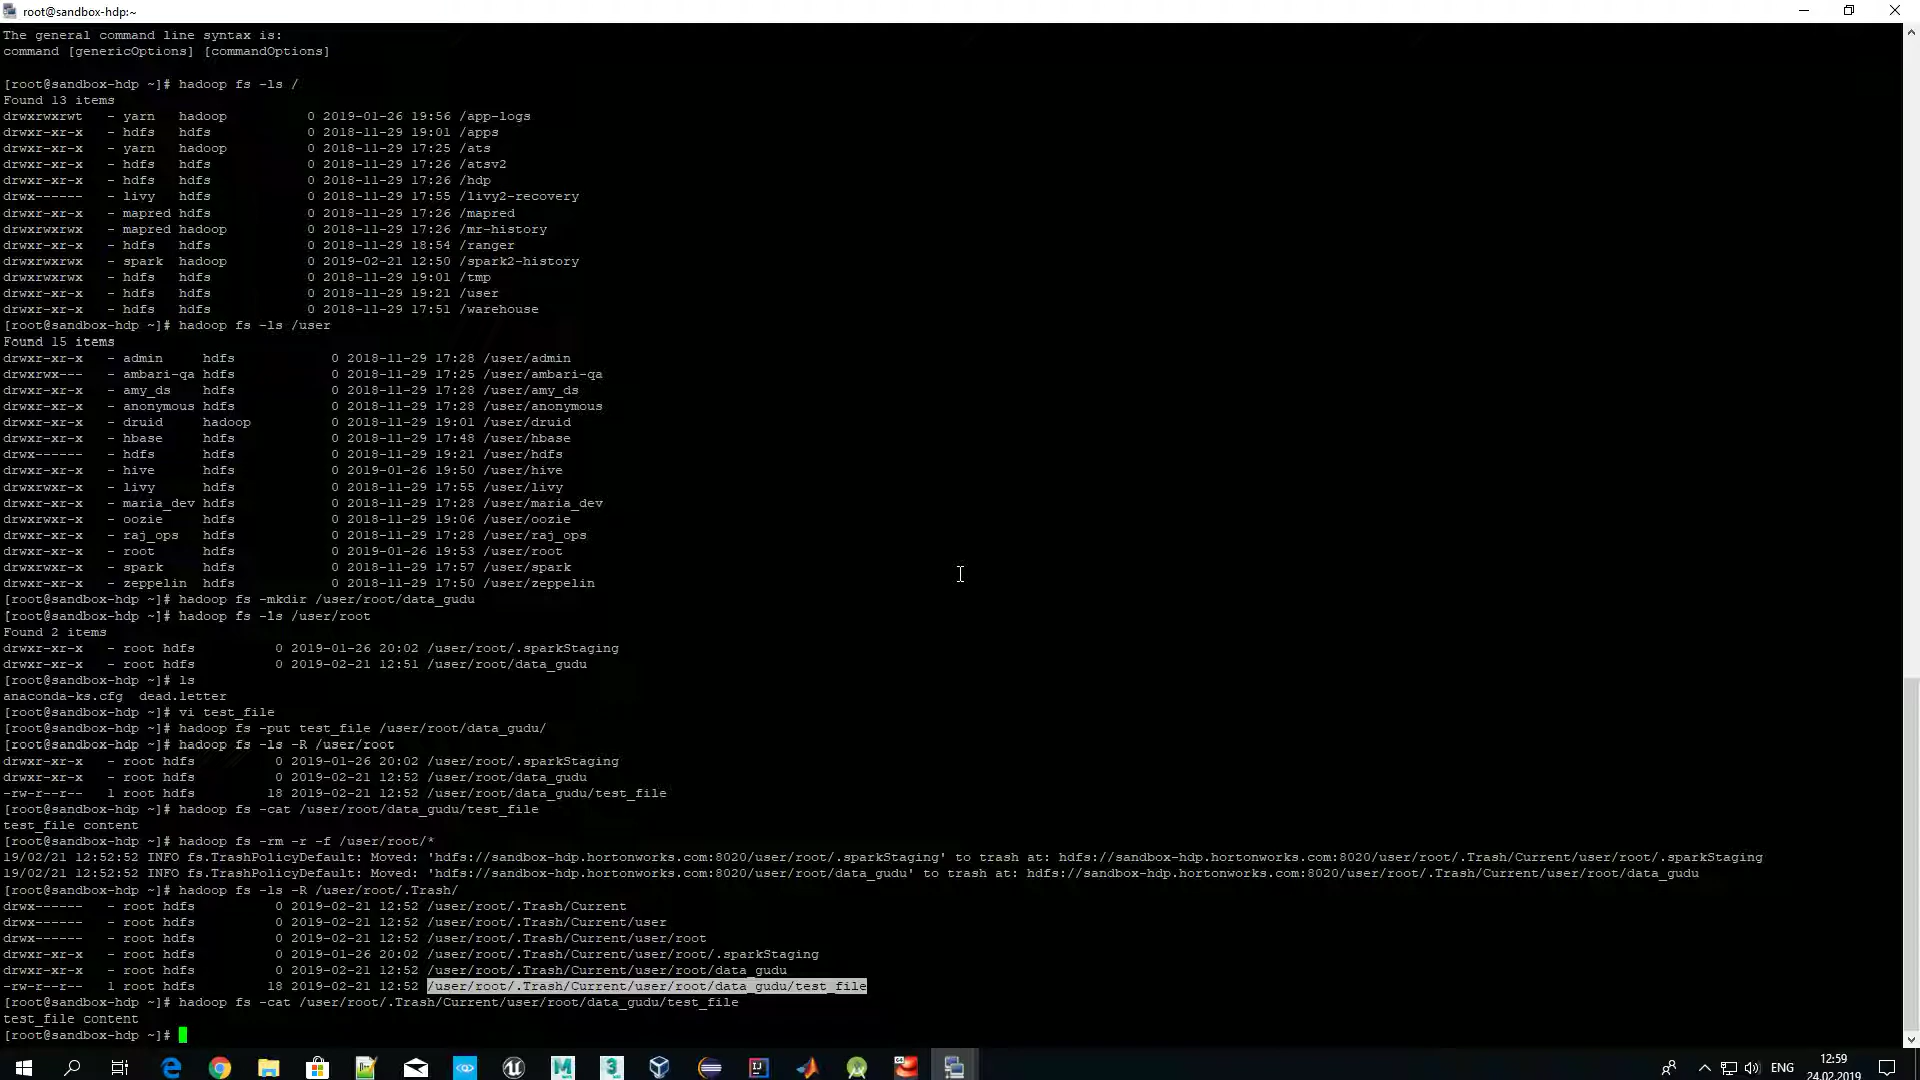 root@sandbox-hdp:~
The general command line syntax is:
command [genericOptions] [commandOptions]
[root@sandbox-hdp ~]# hadoop fs -ls /
Found 13 items
drwxrwxrwt   - yarn   hadoop          0 2019-01-26 19:56 /app-logs
drwxr-xr-x   - hdfs   hdfs            0 2018-11-29 19:01 /apps
drwxr-xr-x   - yarn   hadoop          0 2018-11-29 17:25 /ats
drwxr-xr-x   - hdfs   hdfs            0 2018-11-29 17:26 /atsv2
drwxr-xr-x   - hdfs   hdfs            0 2018-11-29 17:26 /hdp
drwx------   - livy   hdfs            0 2018-11-29 17:55 /livy2-recovery
drwxr-xr-x   - mapred hdfs            0 2018-11-29 17:26 /mapred
drwxrwxrwx   - mapred hadoop          0 2018-11-29 17:26 /mr-history
drwxr-xr-x   - hdfs   hdfs            0 2018-11-29 18:54 /ranger
drwxrwxrwx   - spark  hadoop          0 2019-02-21 12:50 /spark2-history
drwxrwxrwx   - hdfs   hdfs            0 2018-11-29 19:01 /tmp
drwxr-xr-x   - hdfs   hdfs            0 2018-11-29 19:21 /user
drwxr-xr-x   - hdfs   hdfs            0 2018-11-29 17:51 /warehouse
[root@sandbox-hdp ~]# hadoop fs -ls /user
Found 15 items
drwxr-xr-x   - admin     hdfs            0 2018-11-29 17:28 /user/admin
drwxrwx---   - ambari-qa hdfs            0 2018-11-29 17:25 /user/ambari-qa
drwxr-xr-x   - amy_ds    hdfs            0 2018-11-29 17:28 /user/amy_ds
drwxr-xr-x   - anonymous hdfs            0 2018-11-29 17:28 /user/anonymous
drwxr-xr-x   - druid     hadoop          0 2018-11-29 19:01 /user/druid
drwxr-xr-x   - hbase     hdfs            0 2018-11-29 17:48 /user/hbase
drwx------   - hdfs      hdfs            0 2018-11-29 19:21 /user/hdfs
drwxr-xr-x   - hive      hdfs            0 2019-01-26 19:50 /user/hive
drwxrwxr-x   - livy      hdfs            0 2018-11-29 17:55 /user/livy
drwxr-xr-x   - maria_dev hdfs            0 2018-11-29 17:28 /user/maria_dev
drwxrwxr-x   - oozie     hdfs            0 2018-11-29 19:06 /user/oozie
drwxr-xr-x   - raj_ops   hdfs            0 2018-11-29 17:28 /user/raj_ops
drwxr-xr-x   - root      hdfs            0 2019-01-26 19:53 /user/root
drwxrwxr-x   - spark     hdfs            0 2018-11-29 17:57 /user/spark
drwxrwxr-x   - zeppelin  hdfs            0 2018-11-29 17:50 /user/zeppelin
[root@sandbox-hdp ~]# hadoop fs -mkdir /user/root/data_gudu
[root@sandbox-hdp ~]# hadoop fs -ls /user/root
Found 2 items
drwxr-xr-x   - root hdfs          0 2019-01-26 20:02 /user/root/.sparkStaging
drwxr-xr-x   - root hdfs          0 2019-02-21 12:51 /user/root/data_gudu
[root@sandbox-hdp ~]# ls
anaconda-ks.cfg  dead.letter
[root@sandbox-hdp ~]# vi test_file
[root@sandbox-hdp ~]# hadoop fs -put test_file /user/root/data_gudu/
[root@sandbox-hdp ~]# hadoop fs -ls -R /user/root
drwxr-xr-x   - root hdfs          0 2019-01-26 20:02 /user/root/.sparkStaging
drwxr-xr-x   - root hdfs          0 2019-02-21 12:52 /user/root/data_gudu
-rw-r--r--   1 root hdfs         18 2019-02-21 12:52 /user/root/data_gudu/test_file
[root@sandbox-hdp ~]# hadoop fs -cat /user/root/data_gudu/test_file
test_file content
[root@sandbox-hdp ~]# hadoop fs -rm -r -f /user/root/*
19/02/21 12:52:52 INFO fs.TrashPolicyDefault: Moved: 'hdfs://sandbox-hdp.hortonworks.com:8020/user/root/.sparkStaging' to trash at: hdfs://sandbox-hdp.hortonworks.com:8020/user/root/.Trash/Current/user/root/.sparkStaging
19/02/21 12:52:52 INFO fs.TrashPolicyDefault: Moved: 'hdfs://sandbox-hdp.hortonworks.com:8020/user/root/data_gudu' to trash at: hdfs://sandbox-hdp.hortonworks.com:8020/user/root/.Trash/Current/user/root/data_gudu
[root@sandbox-hdp ~]# hadoop fs -ls -R /user/root/.Trash/
drwx------   - root hdfs          0 2019-02-21 12:52 /user/root/.Trash/Current
drwx------   - root hdfs          0 2019-02-21 12:52 /user/root/.Trash/Current/user
drwx------   - root hdfs          0 2019-02-21 12:52 /user/root/.Trash/Current/user/root
drwxr-xr-x   - root hdfs          0 2019-01-26 20:02 /user/root/.Trash/Current/user/root/.sparkStaging
drwxr-xr-x   - root hdfs          0 2019-02-21 12:52 /user/root/.Trash/Current/user/root/data_gudu
-rw-r--r--   1 root hdfs         18 2019-02-21 12:52 /user/root/.Trash/Current/user/root/data_gudu/test_file
[root@sandbox-hdp ~]# hadoop fs -cat /user/root/.Trash/Current/user/root/data_gudu/test_file
test_file content
[root@sandbox-hdp ~]#
ENG
12:59
24.02.2019